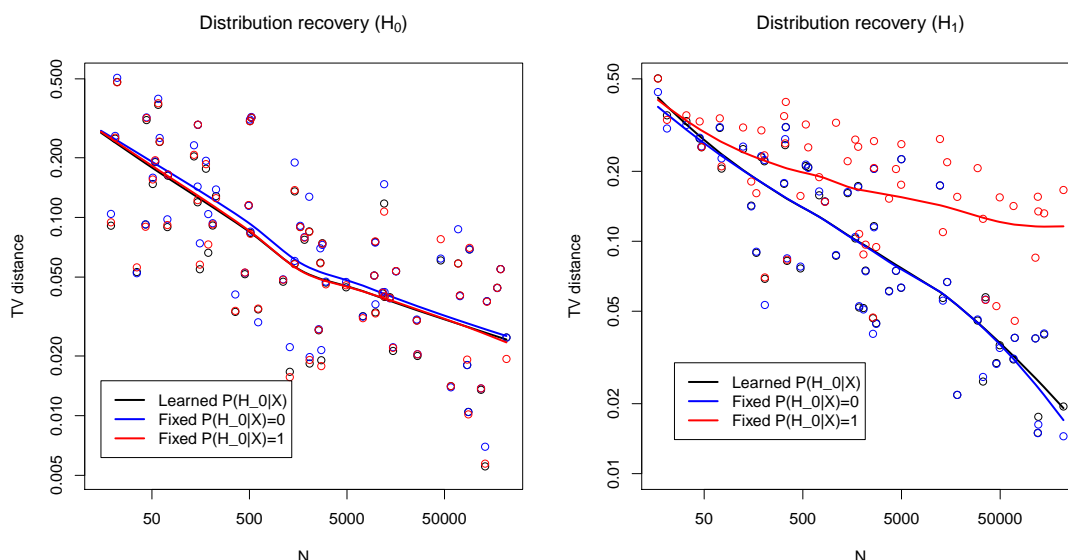 Distribution recovery (H₀)
TV distance
0.500
0.200
0.100
0.050
0.020
0.010
0.005
Learned P(H_0|X)
Fixed P(H_0|X)=0
Fixed P(H_0|X)=1
50
500
5000
50000
N
Distribution recovery (H₁)
TV distance
0.50
0.20
0.10
0.05
0.02
0.01
Learned P(H_0|X)
Fixed P(H_0|X)=0
Fixed P(H_0|X)=1
50
500
5000
50000
N